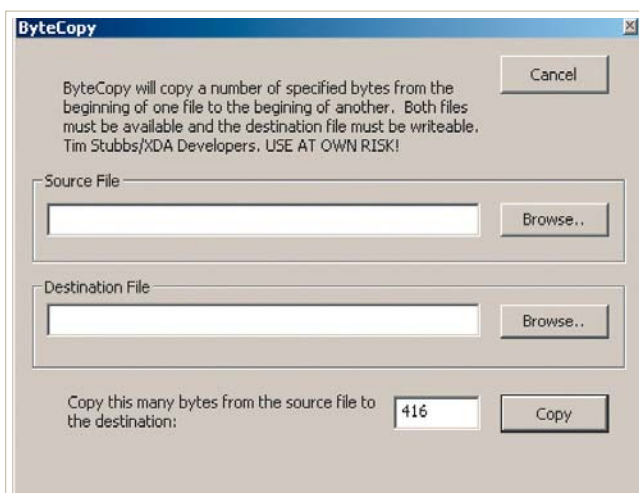 ByteCopy
ByteCopy will copy a number of specified bytes from the
beginning of one file to the begining of another. Both files
must be available and the destination file must be writeable.
Tim Stubbs/XDA Developers. USE AT OWN RISK!
Cancel
Source File
Browse..
Destination File
Browse..
Copy this many bytes from the source file to
the destination:
416
Copy